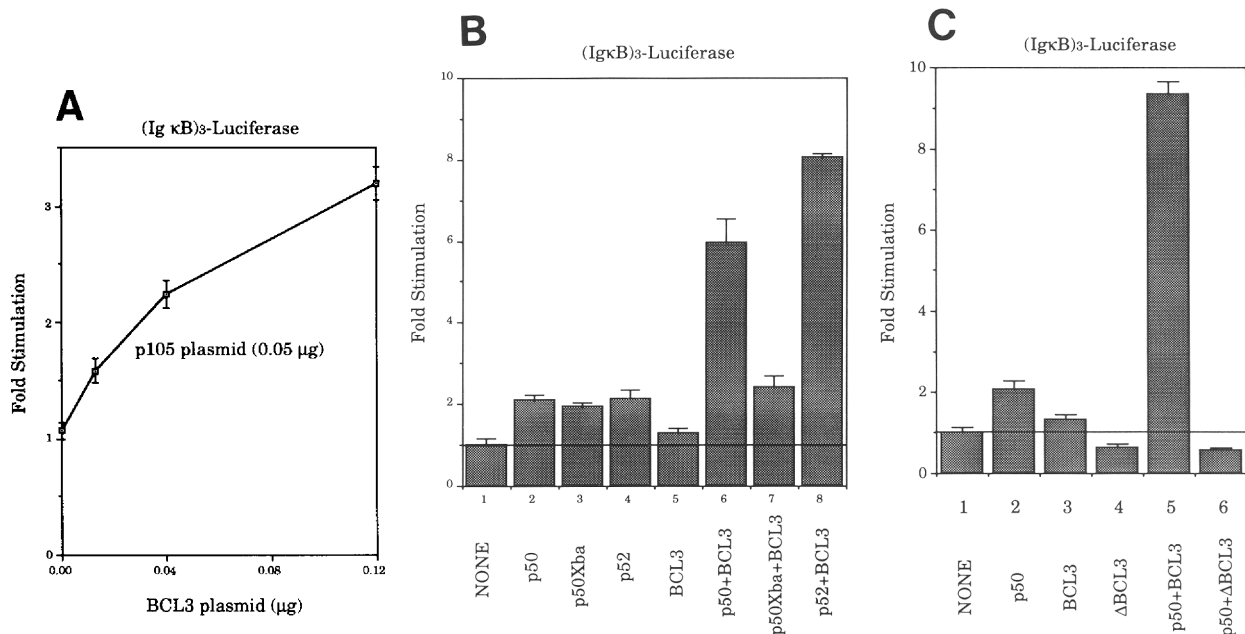 A
(Ig κB)₃-Luciferase
Fold Stimulation
3
2
1
0
p105 plasmid (0.05 µg)
0.00
0.04
0.08
0.12
BCL3 plasmid (µg)
B
(IgκB)₃-Luciferase
Fold Stimulation
10
8
6
4
2
0
1 2 3 4 5 6 7 8
NONE
p50
p50Xba
p52
BCL3
p50+BCL3
p50Xba+BCL3
p52+BCL3
C
(IgκB)₃-Luciferase
Fold Stimulation
10
8
6
4
2
0
1 2 3 4 5 6
NONE
p50
BCL3
ΔBCL3
p50+BCL3
p50+ΔBCL3